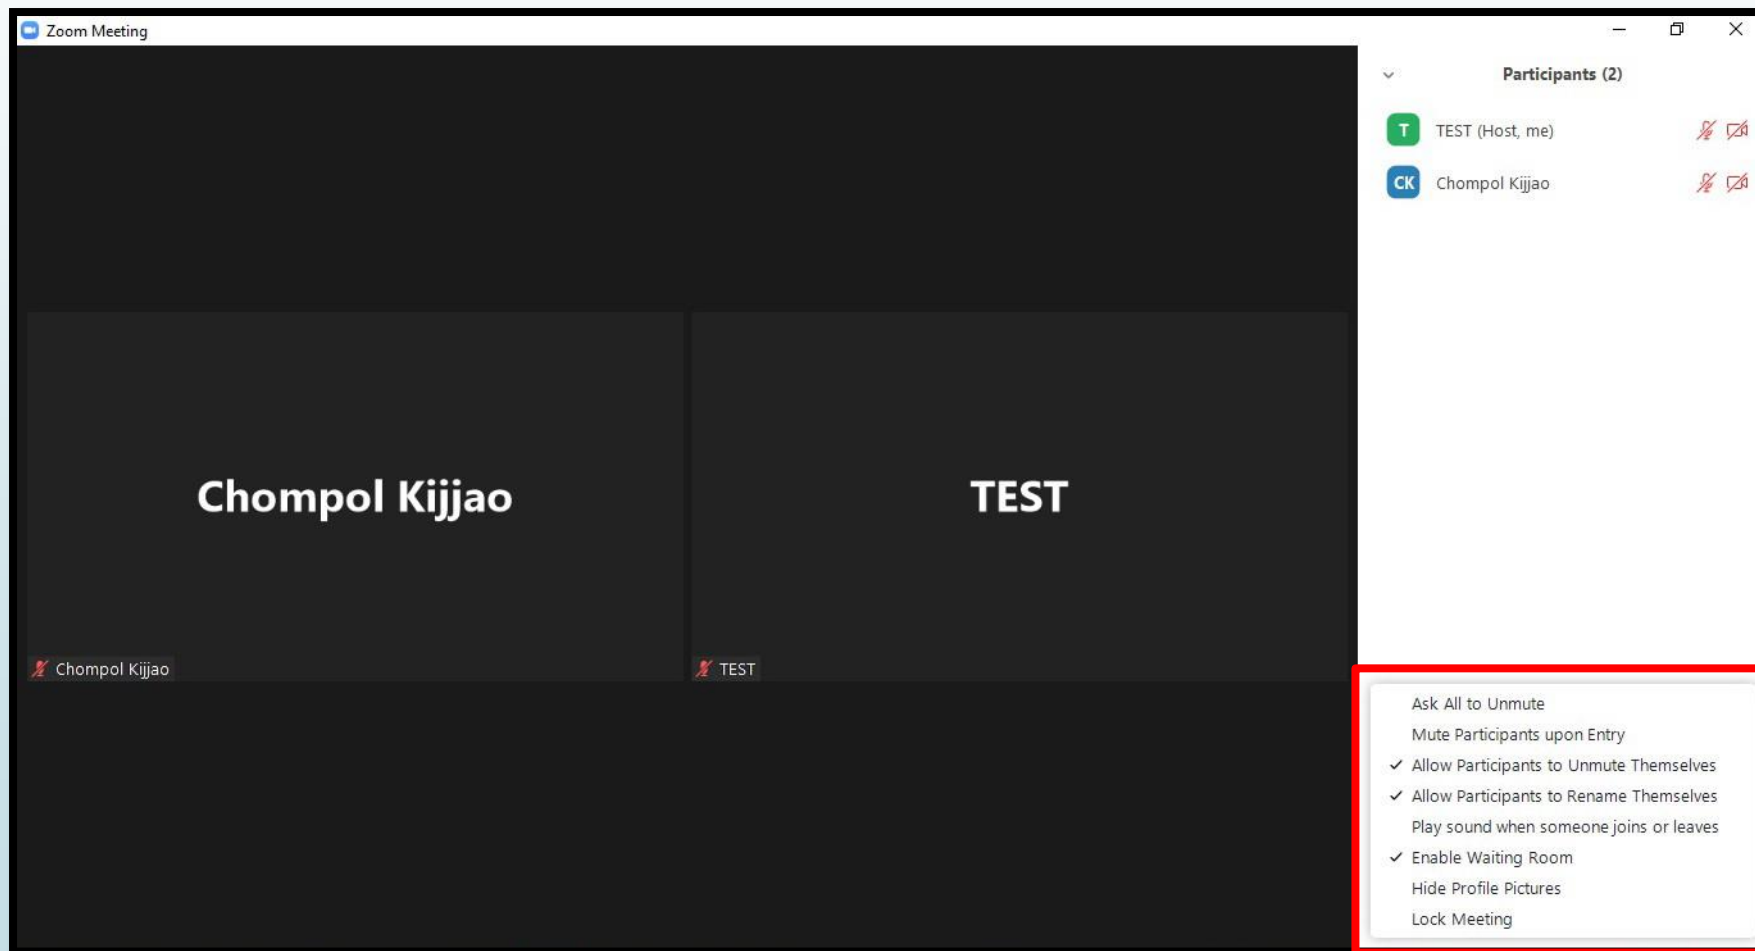 Zoom Meeting
Participants (2)
T TEST (Host, me)
CK Chompol Kijjao
Chompol Kijjao
TEST
Chompol Kijjao
TEST
Ask All to Unmute
Mute Participants upon Entry
Allow Participants to Unmute Themselves
Allow Participants to Rename Themselves
Play sound when someone joins or leaves
Enable Waiting Room
Hide Profile Pictures
Lock Meeting